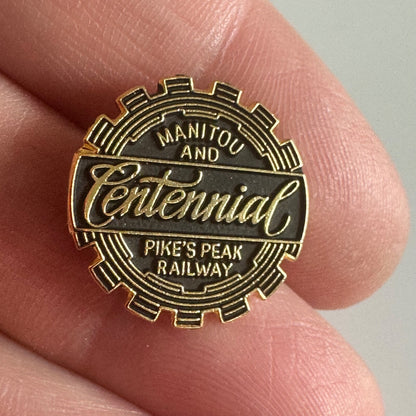 MANITOU
AND
Centennial
PIKE'S PEAK
RAILWAY